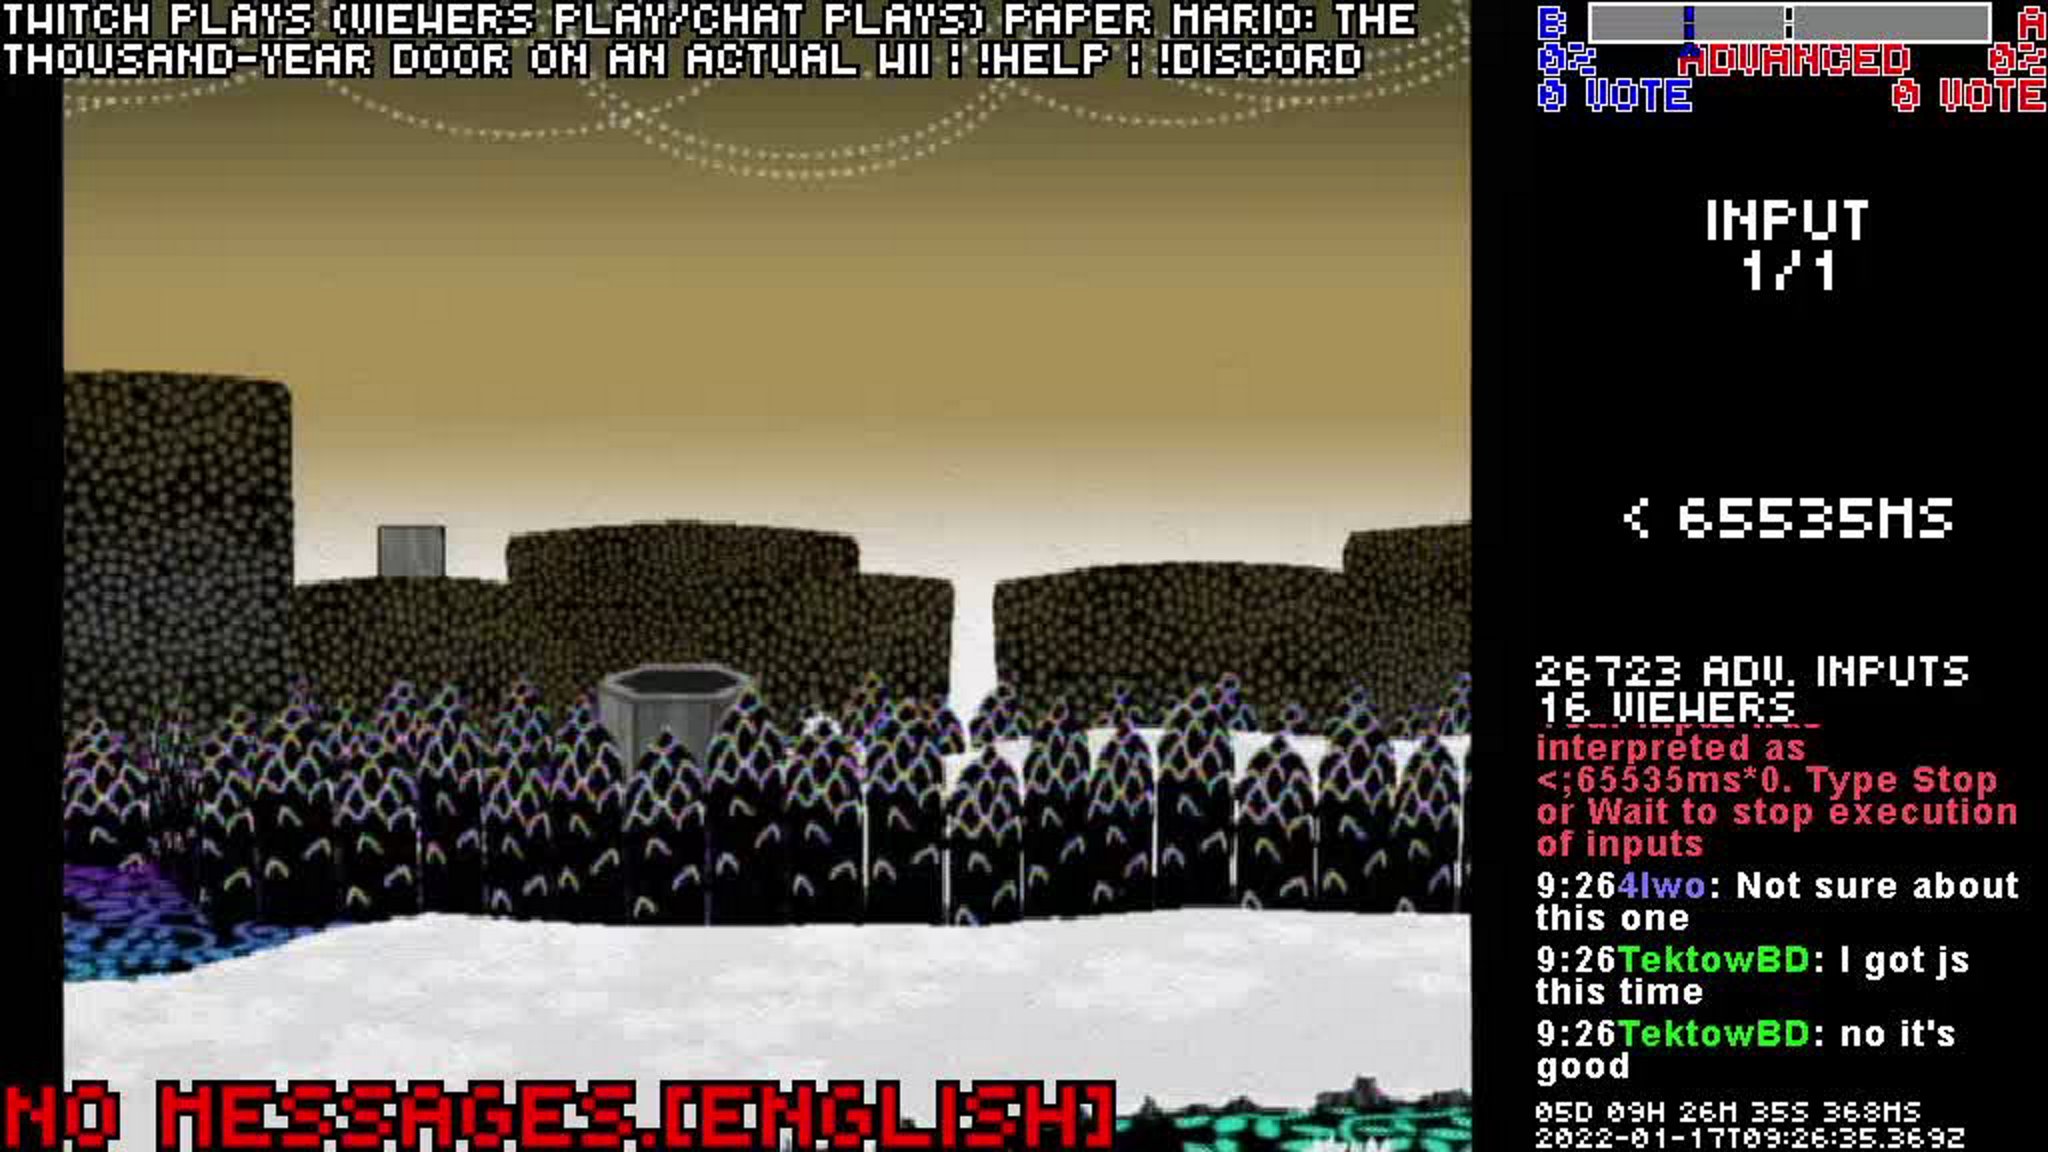 TWITCH PLAYS (VIEWERS PLAY/CHAT PLAYS) PAPER MARIO: THE
THOUSAND-YEAR DOOR ON AN ACTUAL WII ¦ !HELP ¦ !DISCORD
B A
0% ADVANCED 0%
0 VOTE 0 VOTE
INPUT
1/1
< 65535MS
26723 ADV. INPUTS
16 VIEWERS
interpreted as
<;65535ms*0. Type Stop
or Wait to stop execution
of inputs
9:264lwo: Not sure about
this one
9:26TektowBD: I got js
this time
9:26TektowBD: no it's
good
05D 09H 26M 35S 368MS
2022-01-17T09:26:35.369Z
NO MESSAGES.[ENGLISH]